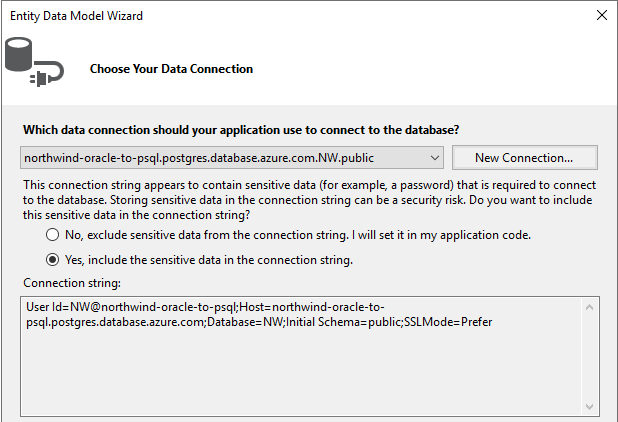 Entity Data Model Wizard
Choose Your Data Connection
Which data connection should your application use to connect to the database?
northwind-oracle-to-psql.postgres.database.azure.com.NW.public
New Connection...
This connection string appears to contain sensitive data (for example, a password) that is required to connect
to the database. Storing sensitive data in the connection string can be a security risk. Do you want to include
this sensitive data in the connection string?
No, exclude sensitive data from the connection string. I will set it in my application code.
Yes, include the sensitive data in the connection string.
Connection string:
User Id=NW@northwind-oracle-to-psql;Host=northwind-oracle-to-
psql.postgres.database.azure.com;Database=NW;Initial Schema=public;SSLMode=Prefer